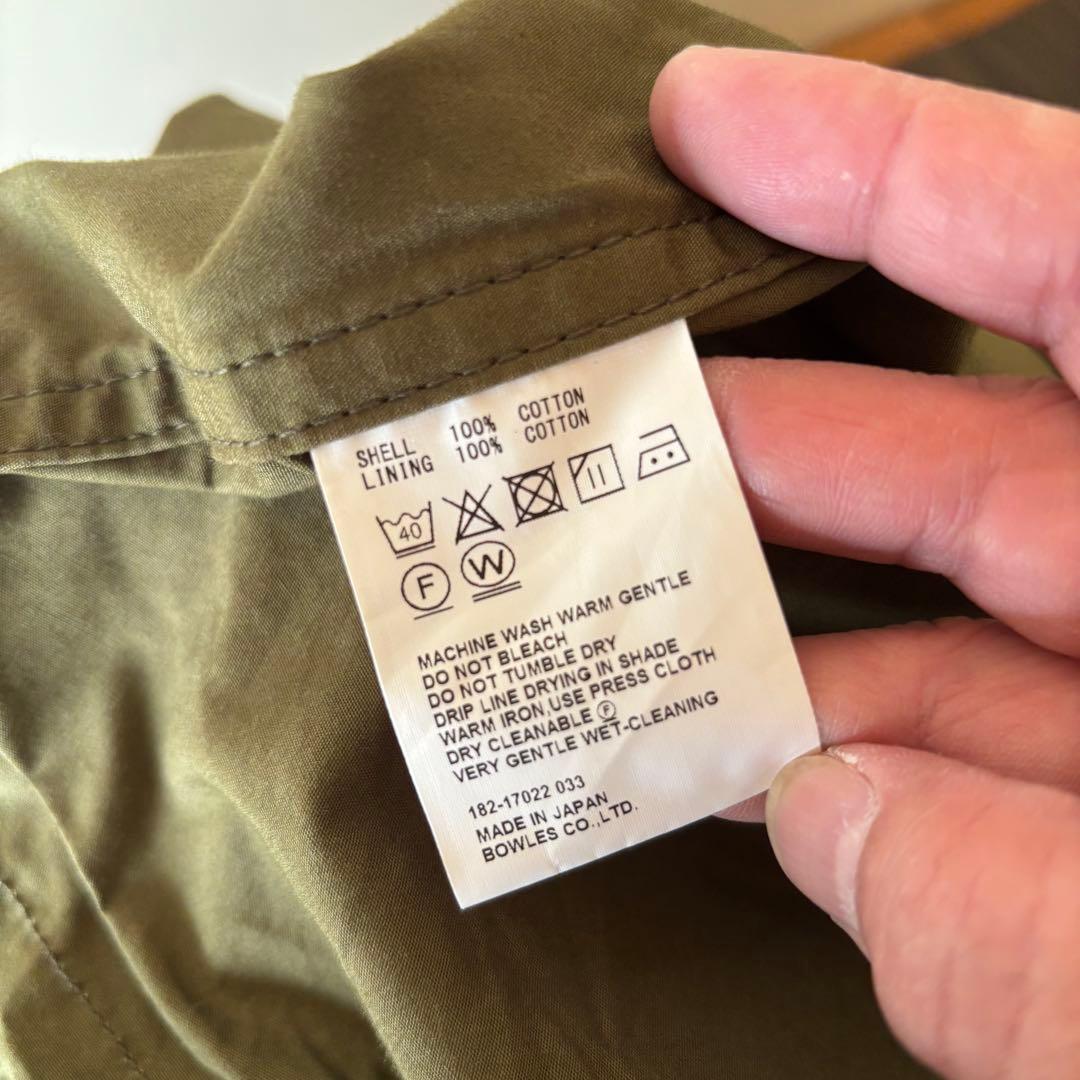 SHELL 100% COTTON
LINING 100% COTTON
40
F W
MACHINE WASH WARM GENTLE
DO NOT BLEACH
DO NOT TUMBLE DRY
DRIP LINE DRYING IN SHADE
WARM IRON,USE PRESS CLOTH
DRY CLEANABLE Ⓕ
VERY GENTLE WET-CLEANING
182-17022 033
MADE IN JAPAN
BOWLES CO.,LTD.